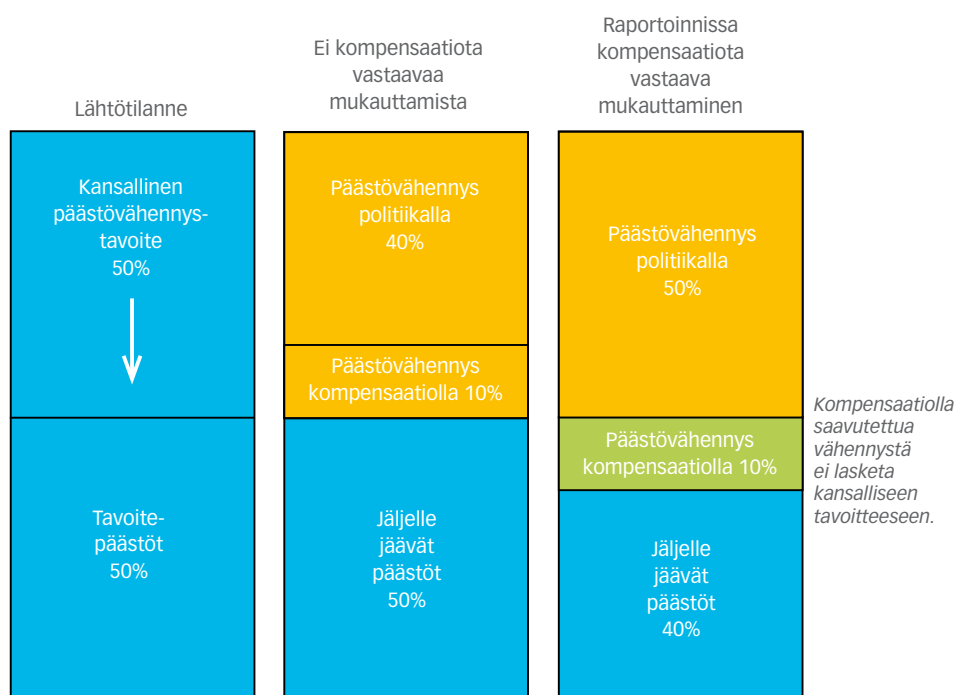 Lähtötilanne
Kansallinen
päästövähennys-
tavoite
50%
Tavoite-
päästöt
50%
Ei kompensaatiota
vastaavaa
mukauttamista
Päästövähennys
politiikalla
40%
Päästövähennys
kompensaatiolla 10%
Jäljelle
jäävät
päästöt
50%
Raportoinnissa
kompensaatiota
vastaava
mukauttaminen
Päästövähennys
politiikalla
50%
Päästövähennys
kompensaatiolla 10%
Jäljelle
jäävät
päästöt
40%
Kompensaatiolla
saavutettua
vähennystä
ei lasketa
kansalliseen
tavoitteeseen.